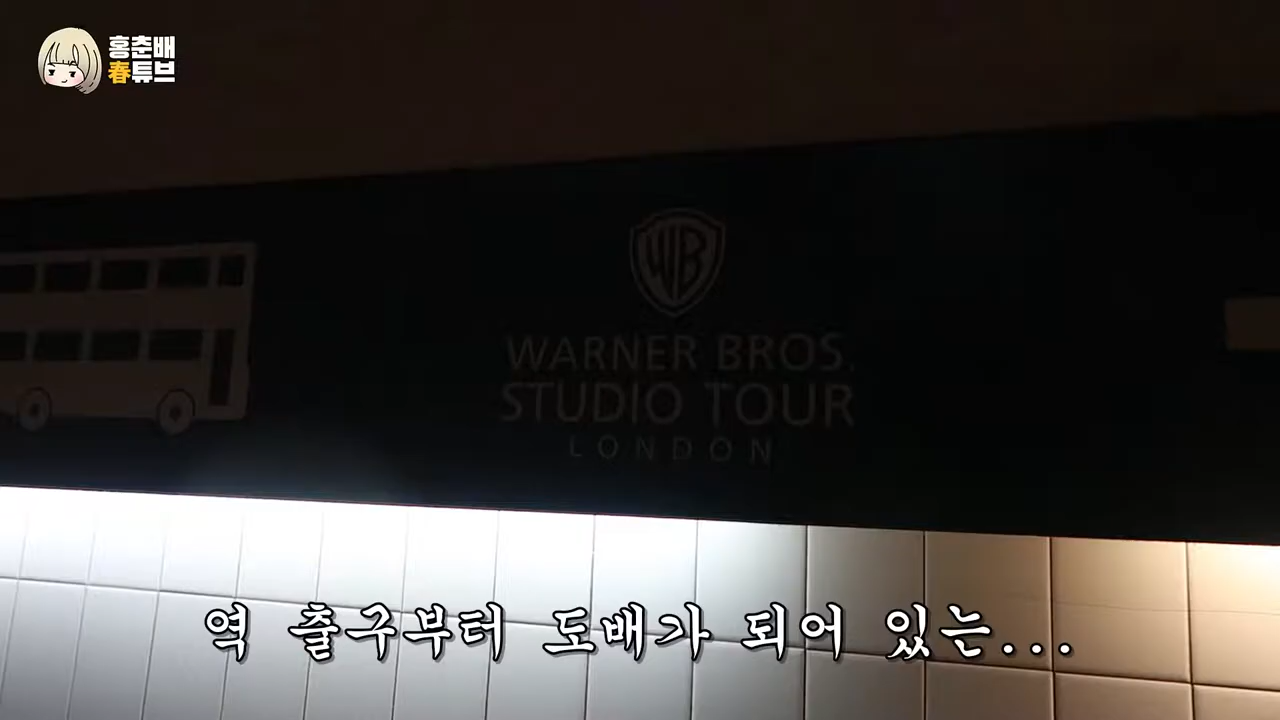 홍춘배
春튜브
WB
WARNER BROS.
STUDIO TOUR
LONDON
역 출구부터 도배가 되어 있는...